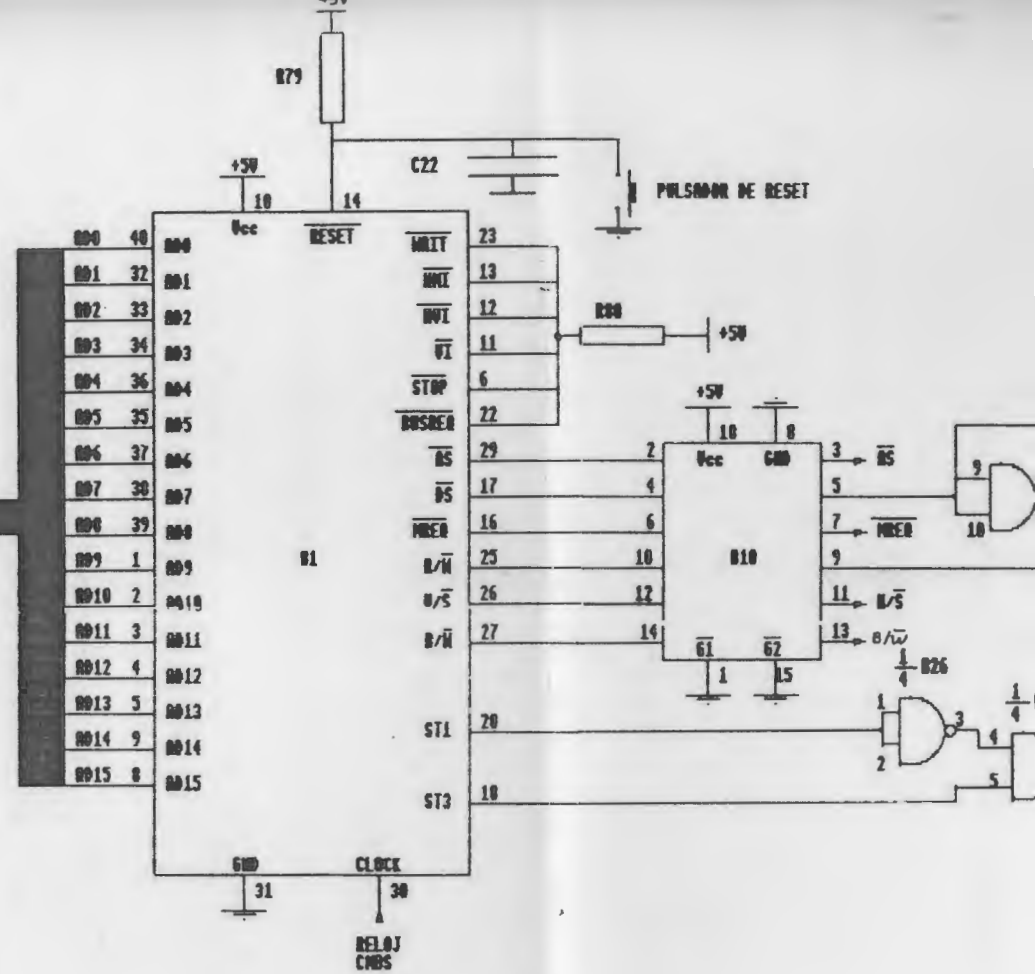 +5V
R79
C22
+5V
10
14
PULSADOR DE RESET
Vcc
RESET
AD0 40 AD0
WAIT 23
AD1 32 AD1
NMI 13
AD2 33 AD2
NVI 12
R80
+5V
AD3 34 AD3
VI 11
AD4 36 AD4
STOP 6
+5V
AD5 35 AD5
BUSREQ 22
10
8
AD6 37 AD6
AS 29
2
Vcc
GND
3
AS
9
AD7 38 AD7
DS 17
4
5
10
AD8 39 AD8
MREQ 16
6
7
MREQ
AD9 1 AD9
R/W 25
10
9
AD10 2 AD10
N/S 26
12
11
N/S
AD11 3 AD11
B/W 27
14
G1
G2
13
B/W
1
15
1/4
AD12 4 AD12
AD13 5 AD13
1
1/4
AD14 9 AD14
ST1 20
3
4
2
AD15 8 AD15
ST3 18
5
GND
CLOCK
31
30
RELOJ
CMOS